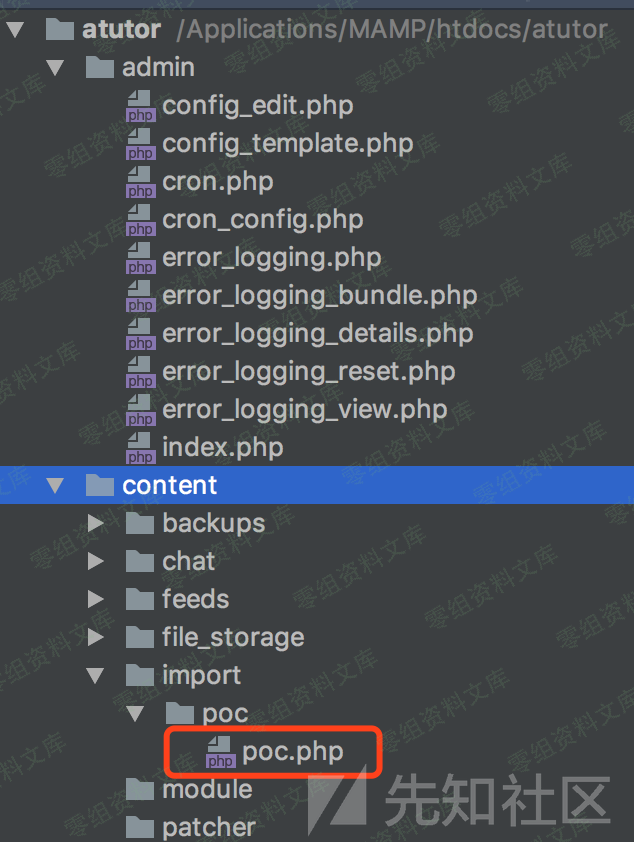 atutor /Applications/MAMP/htdocs/atutor
admin
php config_edit.php
php config_template.php
php cron.php
php cron_config.php
php error_logging.php
php error_logging_bundle.php
php error_logging_details.php
php error_logging_reset.php
php error_logging_view.php
php index.php
content
backups
chat
feeds
file_storage
import
poc
php poc.php
module
patcher
先知社区
零组资料文库